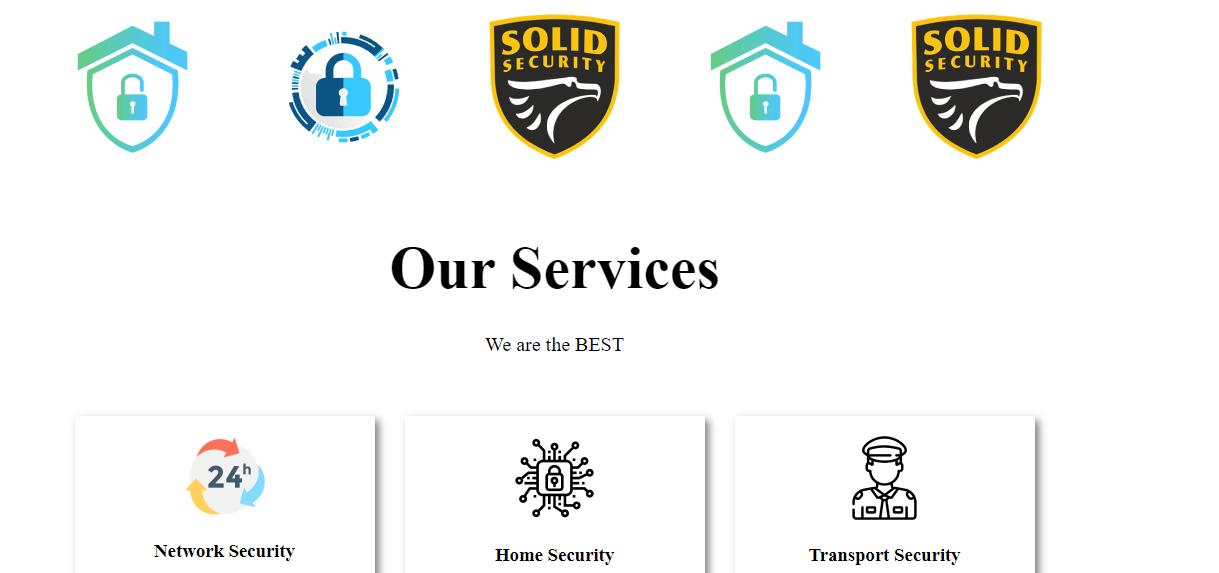 SOLID
SECURITY
SOLID
SECURITY
Our Services
We are the BEST
24h
Network Security
Home Security
Transport Security